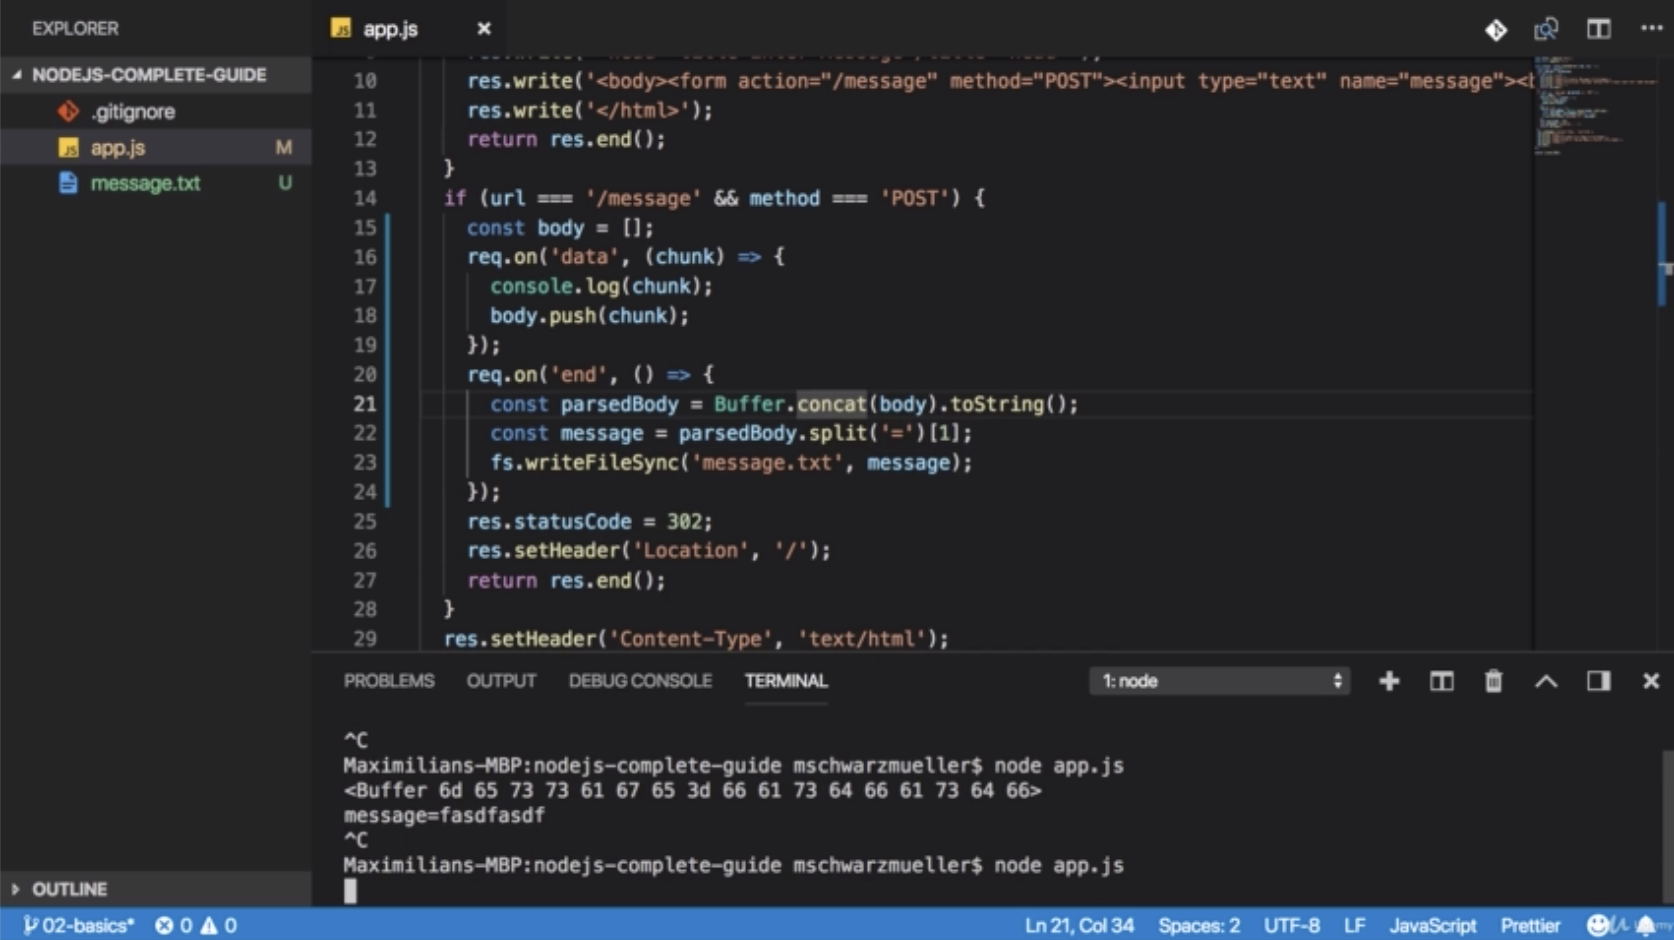 EXPLORER
app.js
NODEJS-COMPLETE-GUIDE
.gitignore
app.js M
message.txt U
10 res.write('<body><form action="/message" method="POST"><input type="text" name="message"><b
11 res.write('</html>');
12 return res.end();
13 }
14 if (url === '/message' && method === 'POST') {
15 const body = [];
16 req.on('data', (chunk) => {
17 console.log(chunk);
18 body.push(chunk);
19 });
20 req.on('end', () => {
21 const parsedBody = Buffer.concat(body).toString();
22 const message = parsedBody.split('=')[1];
23 fs.writeFileSync('message.txt', message);
24 });
25 res.statusCode = 302;
26 res.setHeader('Location', '/');
27 return res.end();
28 }
29 res.setHeader('Content-Type', 'text/html');
PROBLEMS OUTPUT DEBUG CONSOLE TERMINAL 1: node
^C
Maximilians-MBP:nodejs-complete-guide mschwarzmueller$ node app.js
<Buffer 6d 65 73 73 61 67 65 3d 66 61 73 64 66 61 73 64 66>
message=fasdfasdf
^C
Maximilians-MBP:nodejs-complete-guide mschwarzmueller$ node app.js
OUTLINE
02-basics* 0 0 Ln 21, Col 34 Spaces: 2 UTF-8 LF JavaScript Prettier